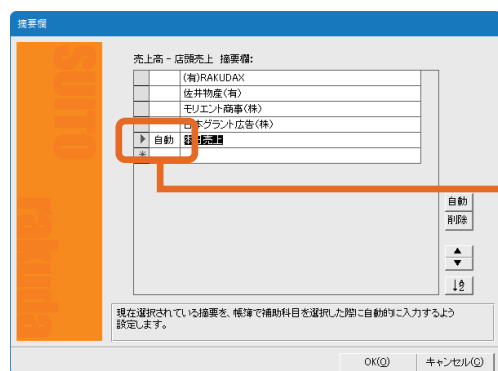 摘要欄
SUITO
rakuda
売上高 - 店頭売上 摘要欄:
(有)RAKUDAX
佐井物産(有)
モリエント商事(株)
日本グラント広告(株)
自動 本日売上
自動
削除
現在選択されている摘要を、帳簿で補助科目を選択した際に自動的に入力するよう
設定します。
OK(O) キャンセル(C)